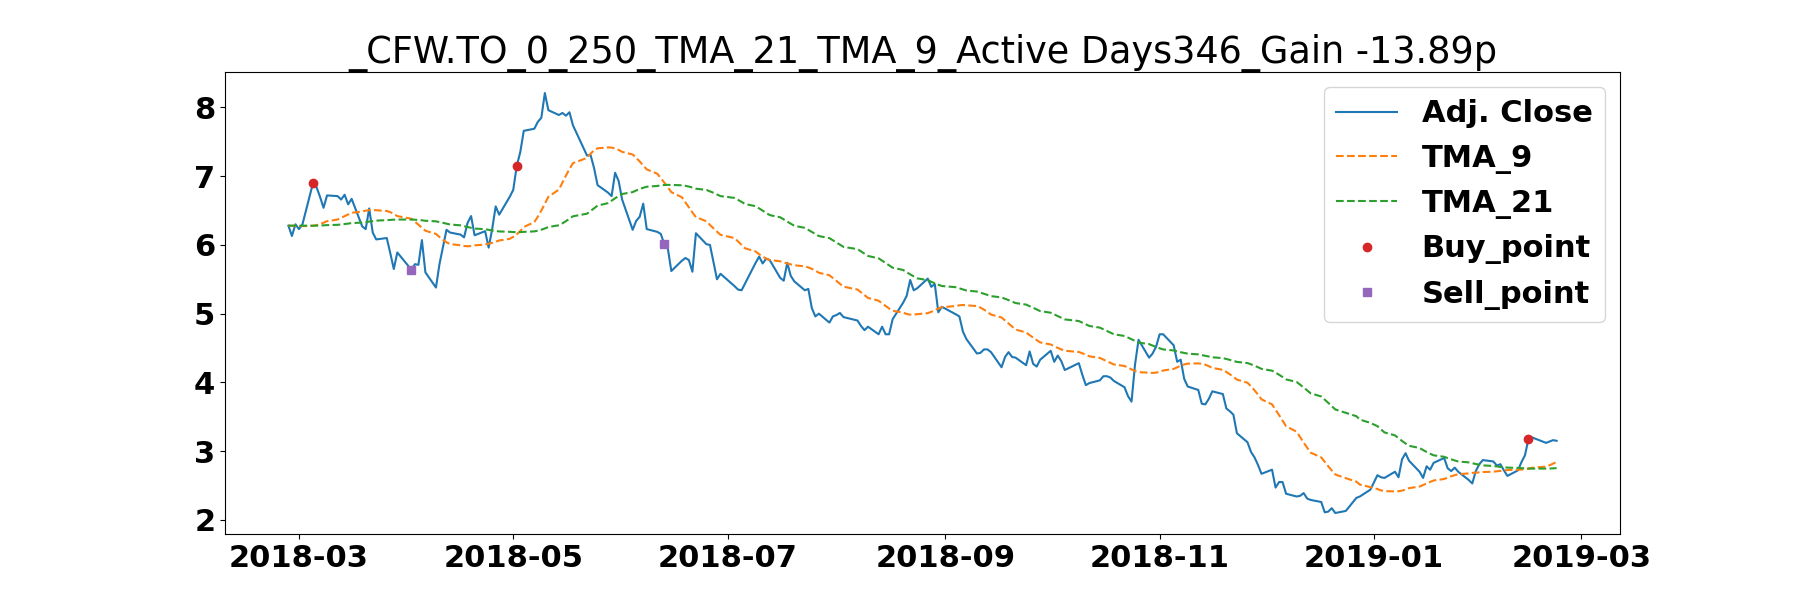 _CFW.TO_0_250_TMA_21_TMA_9_Active Days346_Gain -13.89p
8
7
6
5
4
3
2
Adj. Close
TMA_9
TMA_21
Buy_point
Sell_point
2018-03 2018-05 2018-07 2018-09 2018-11 2019-01 2019-03